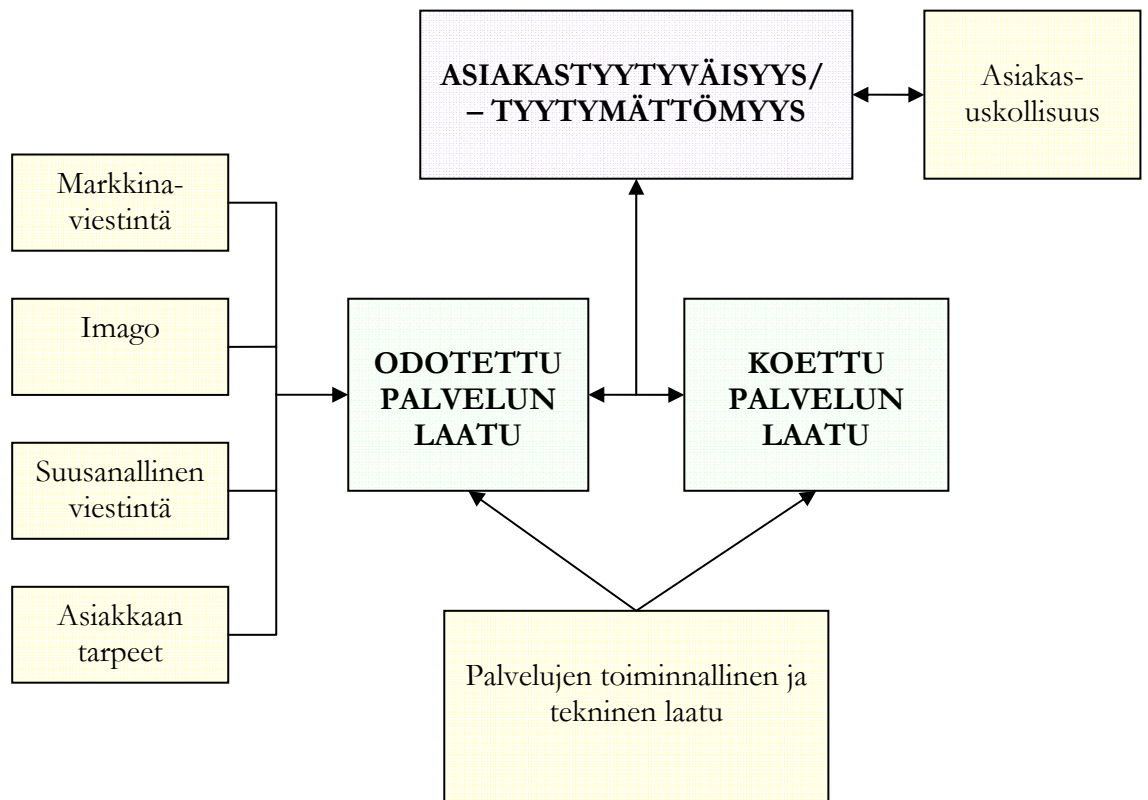 ASIAKASTYYTYVÄISYYS/
– TYYTYMÄTTÖMYYS
Asiakas-
uskollisuus
Markkina-
viestintä
Imago
Suusanallinen
viestintä
Asiakkaan
tarpeet
ODOTETTU
PALVELUN
LAATU
KOETTU
PALVELUN
LAATU
Palvelujen toiminnallinen ja
tekninen laatu